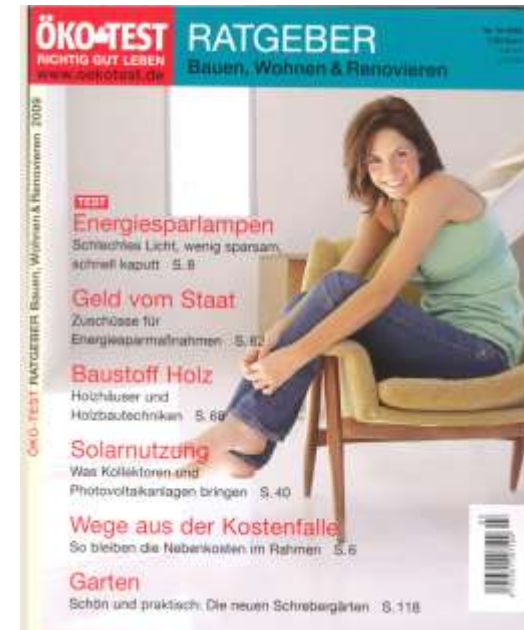 ÖKO-TEST
RICHTIG GUT LEBEN
www.oekotest.de
RATGEBER
Bauen, Wohnen & Renovieren
ÖKO-TEST RATGEBER Bauen, Wohnen & Renovieren 2009
TEST
Energiesparlampen
Schlechtes Licht, wenig sparsam,
schnell kaputt S. 8
Geld vom Staat
Zuschüsse für
Energiesparmaßnahmen S. 62
Baustoff Holz
Holzhäuser und
Holzbautechniken S. 68
Solarnutzung
Was Kollektoren und
Photovoltaikanlagen bringen S. 40
Wege aus der Kostenfalle
So bleiben die Nebenkosten im Rahmen S. 6
Garten
Schön und praktisch: Die neuen Schrebergärten S. 118